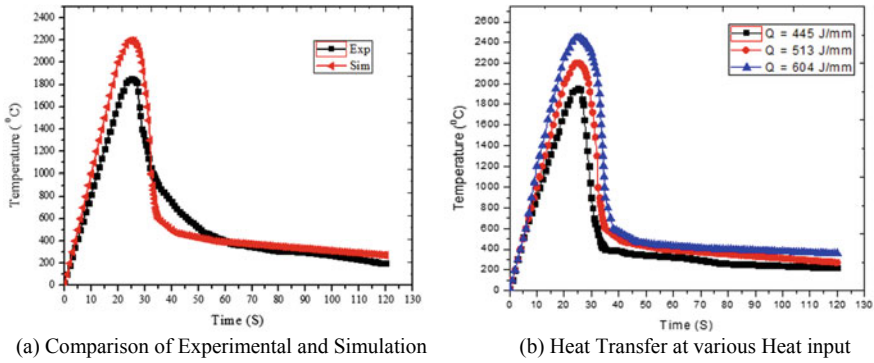 2200
2000
1800
1600
1400
1200
1000
800
600
400
200
0
Temperature (°C)
Exp
Sim
0 10 20 30 40 50 60 70 80 90 100 110 120 130
Time (S)
(a) Comparison of Experimental and Simulation
2600
2400
2200
2000
1800
1600
1400
1200
1000
800
600
400
200
0
Temperature (⁰C)
Q = 445 J/mm
Q = 513 J/mm
Q = 604 J/mm
0 10 20 30 40 50 60 70 80 90 100 110 120 130
Time (S)
(b) Heat Transfer at various Heat input